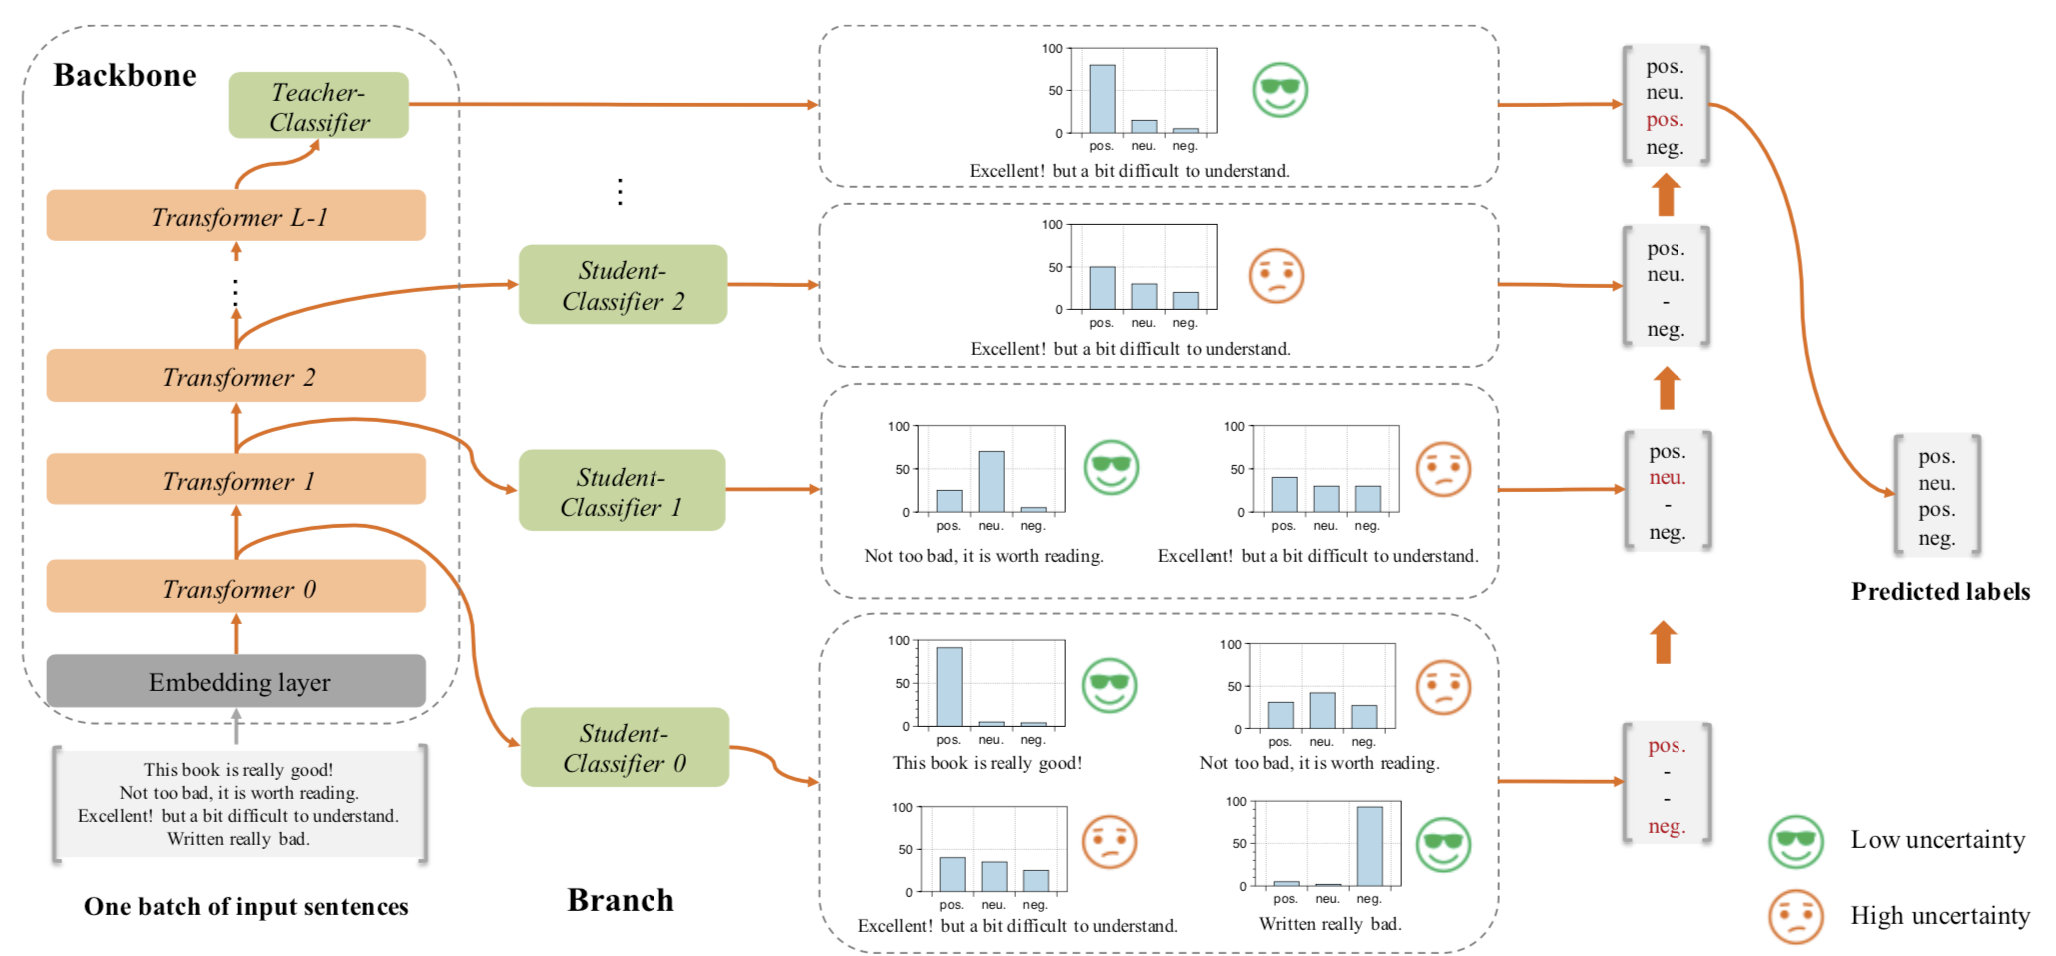 Backbone
Teacher-
Classifier
Transformer L-1
⋮
Transformer 2
Transformer 1
Transformer 0
Embedding layer
This book is really good!
Not too bad, it is worth reading.
Excellent! but a bit difficult to understand.
Written really bad.
One batch of input sentences
⋮
Student-
Classifier 2
Student-
Classifier 1
Student-
Classifier 0
Branch
100
50
0
pos. neu. neg.
Excellent! but a bit difficult to understand.
100
50
0
pos. neu. neg.
Excellent! but a bit difficult to understand.
100
50
0
pos. neu. neg.
Not too bad, it is worth reading.
100
50
0
pos. neu. neg.
Excellent! but a bit difficult to understand.
100
50
0
pos. neu. neg.
This book is really good!
100
50
0
pos. neu. neg.
Not too bad, it is worth reading.
100
50
0
pos. neu. neg.
Excellent! but a bit difficult to understand.
100
50
0
pos. neu. neg.
Written really bad.
pos.
neu.
pos.
neg.
pos.
neu.
-
neg.
pos.
neu.
-
neg.
pos.
-
-
neg.
pos.
neu.
pos.
neg.
Predicted labels
Low uncertainty
High uncertainty